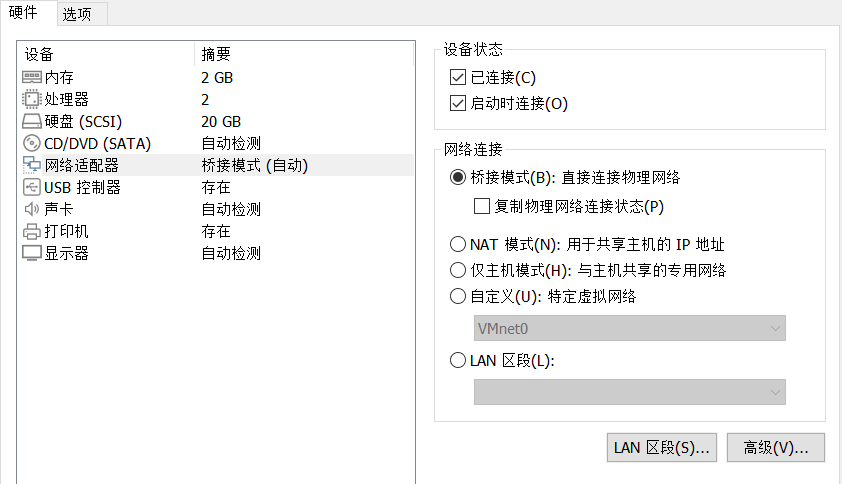 硬件 选项
设备 摘要
内存 2 GB
处理器 2
硬盘 (SCSI) 20 GB
CD/DVD (SATA) 自动检测
网络适配器 桥接模式 (自动)
USB 控制器 存在
声卡 自动检测
打印机 存在
显示器 自动检测
设备状态
已连接(C)
启动时连接(O)
网络连接
桥接模式(B): 直接连接物理网络
复制物理网络连接状态(P)
NAT 模式(N): 用于共享主机的 IP 地址
仅主机模式(H): 与主机共享的专用网络
自定义(U): 特定虚拟网络
VMnet0
LAN 区段(L):
LAN 区段(S)... 高级(V)...